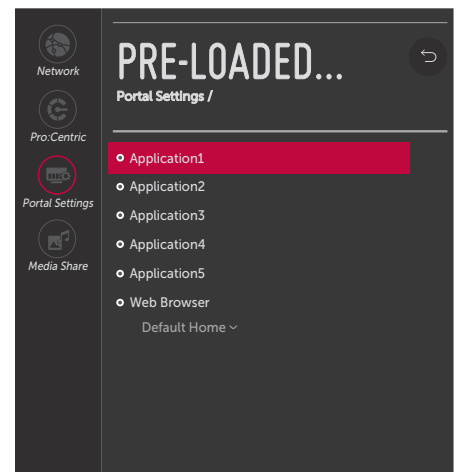 Network
Pro:Centric
Portal Settings
Media Share
PRE-LOADED...
Portal Settings /
Application1
Application2
Application3
Application4
Application5
Web Browser
Default Home